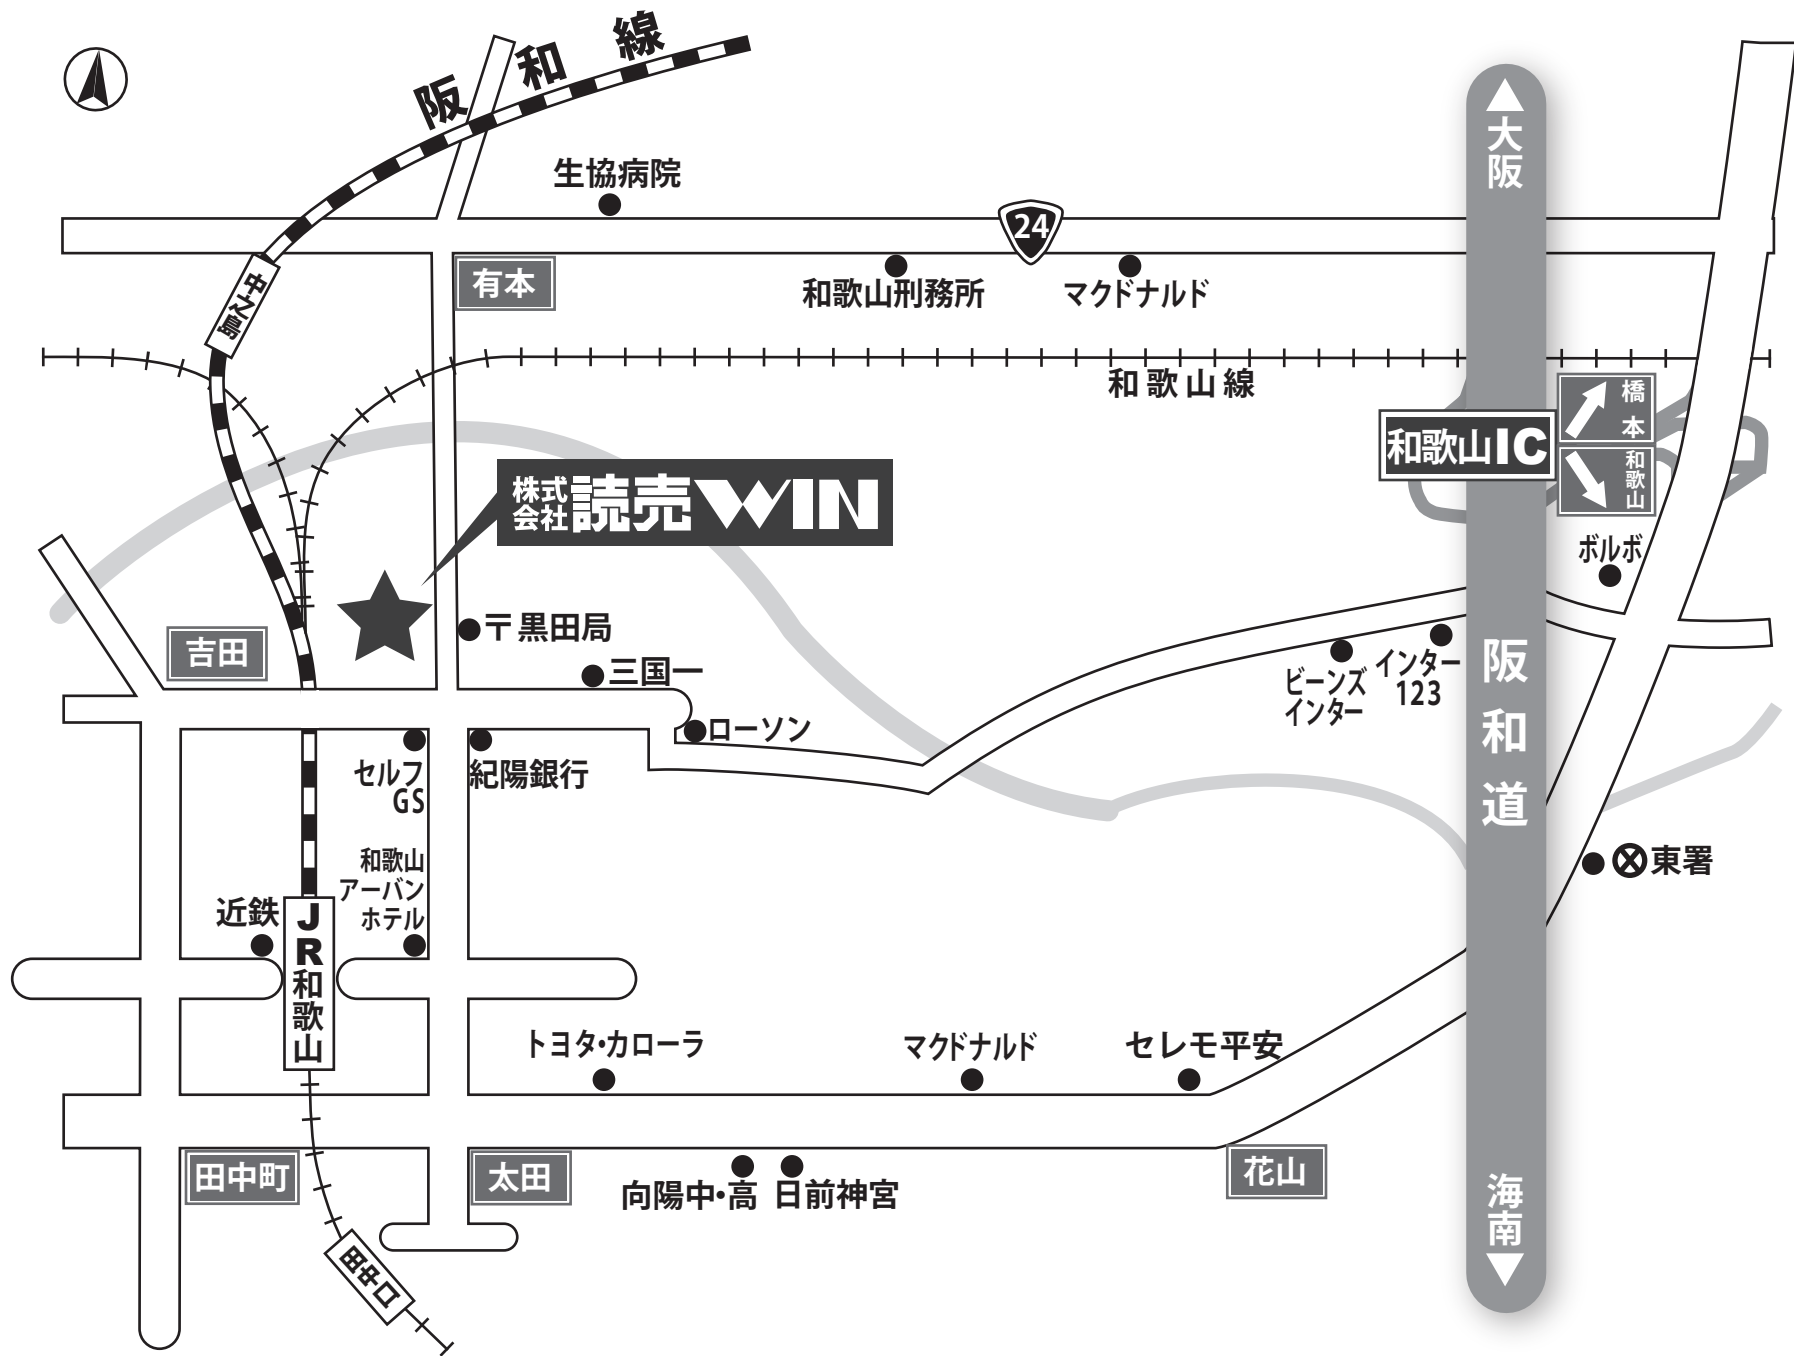 阪和線
生協病院
24
大阪
有本
和歌山刑務所
マクドナルド
中之島
和歌山線
橋本
和歌山IC
和歌山
株式
会社
読売WIN
ボルボ
〒黒田局
吉田
三国一
インター
123
ビーンズ
インター
阪和道
ローソン
セルフ
GS
紀陽銀行
和歌山
アーバン
ホテル
東署
近鉄
JR和歌山
トヨタ・カローラ
マクドナルド
セレモ平安
田中町
太田
向陽中・高
日前神宮
花山
海南
田井口